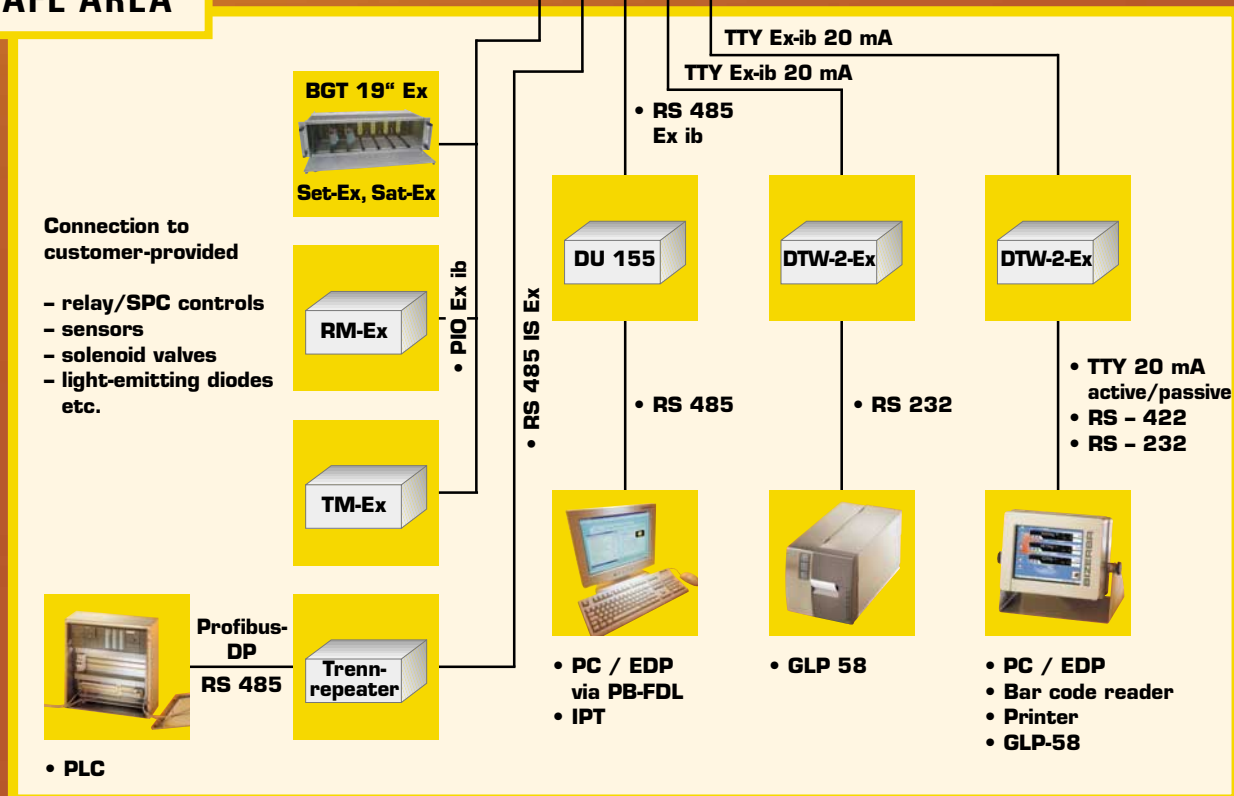 TTY Ex-ib 20 mA
TTY Ex-ib 20 mA
BGT 19“ Ex
Set-Ex, Sat-Ex
• RS 485
Ex ib
Connection to
customer-provided
– relay/SPC controls
– sensors
– solenoid valves
– light-emitting diodes
etc.
RM-Ex
TM-Ex
• PIO Ex ib
• RS 485 IS Ex
DU 155
DTW-2-Ex
DTW-2-Ex
• RS 485
• RS 232
• TTY 20 mA
active/passive
• RS – 422
• RS – 232
BIZERBA
Profibus-
DP
RS 485
Trenn-
repeater
• PLC
• PC / EDP
via PB-FDL
• IPT
• GLP 58
• PC / EDP
• Bar code reader
• Printer
• GLP-58